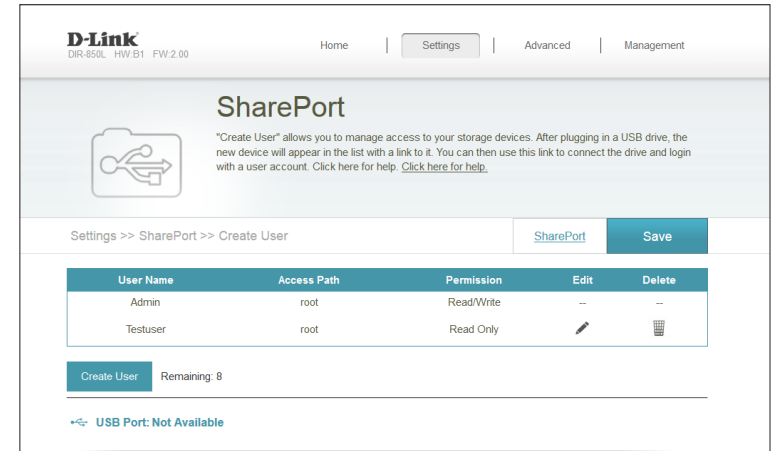 D-Link
DIR-850L HW:B1 FW:2.00
Home Settings Advanced Management
SharePort
"Create User" allows you to manage access to your storage devices. After plugging in a USB drive, the
new device will appear in the list with a link to it. You can then use this link to connect the drive and login
with a user account. Click here for help. Click here for help.
Settings >> SharePort >> Create User SharePort Save
User Name Access Path Permission Edit Delete
Admin root Read/Write -- --
Testuser root Read Only
Create User Remaining: 8
USB Port: Not Available